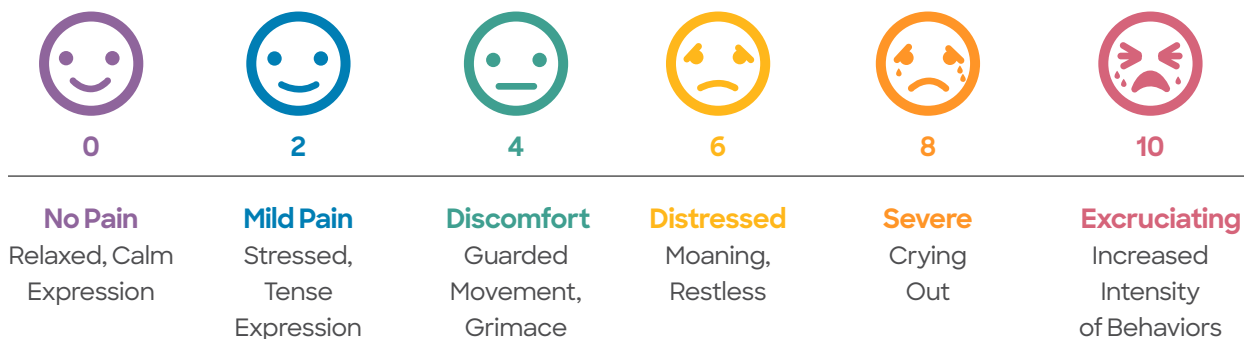 0
2
4
6
8
10
No Pain
Relaxed, Calm
Expression
Mild Pain
Stressed,
Tense
Expression
Discomfort
Guarded
Movement,
Grimace
Distressed
Moaning,
Restless
Severe
Crying
Out
Excruciating
Increased
Intensity
of Behaviors